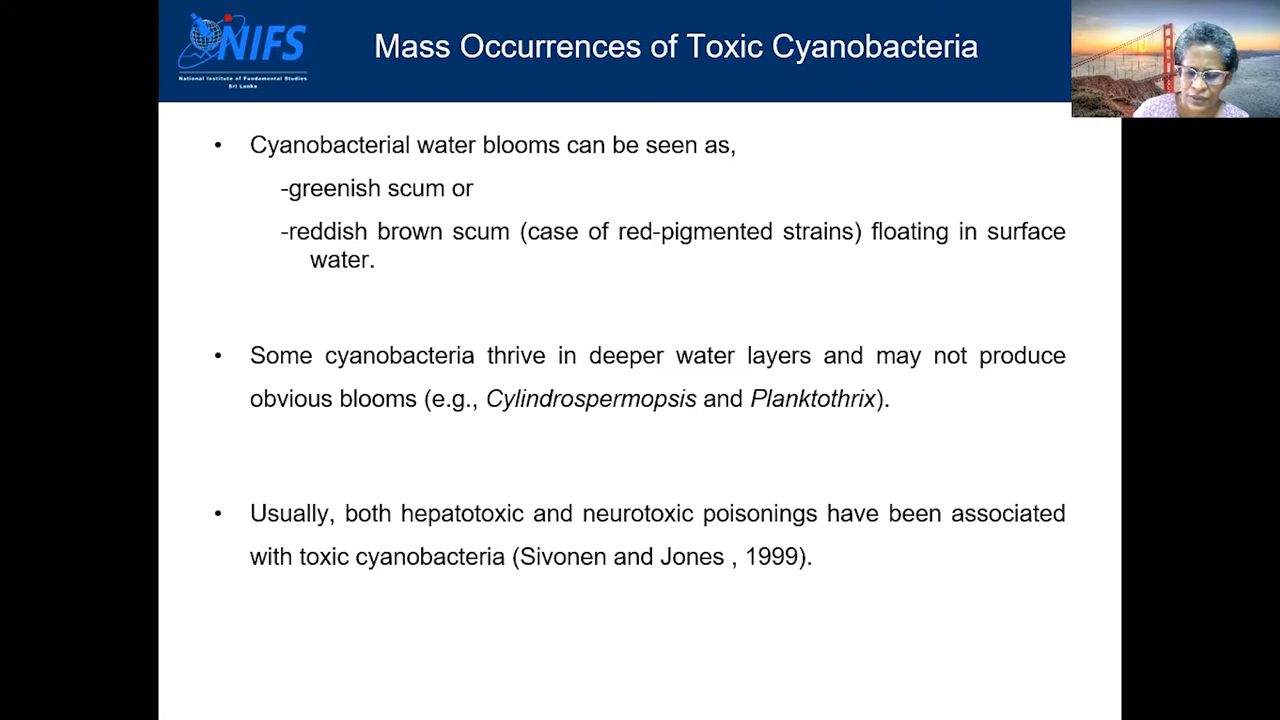 NIFS
National Institute of Fundamental Studies
Sri Lanka
Mass Occurrences of Toxic Cyanobacteria
• Cyanobacterial water blooms can be seen as,
-greenish scum or
-reddish brown scum (case of red-pigmented strains) floating in surface
water.
• Some cyanobacteria thrive in deeper water layers and may not produce
obvious blooms (e.g., Cylindrospermopsis and Planktothrix).
• Usually, both hepatotoxic and neurotoxic poisonings have been associated
with toxic cyanobacteria (Sivonen and Jones , 1999).